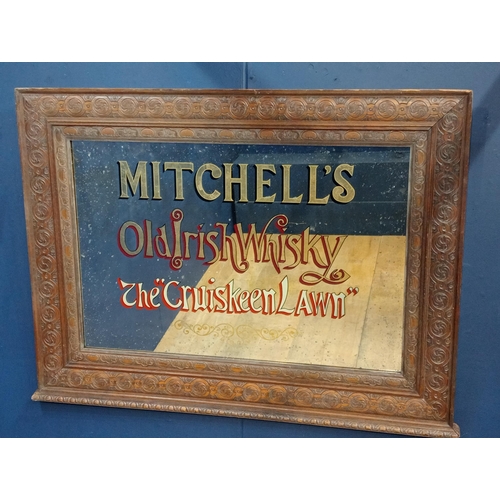 MITCHELL'S
Old Irish Whisky
The "Cruiskeen Lawn"